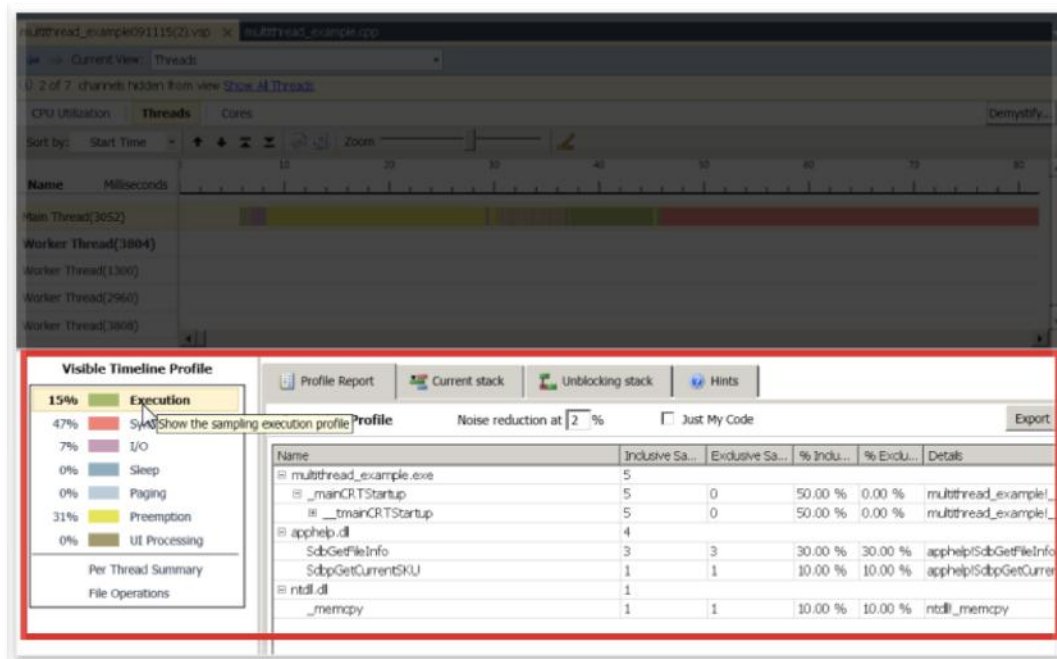 multithread_example091115(2).vsp × multithread_example.cpp
Current View: Threads
2 of 7 channels hidden from view Show All Threads
CPU Utilization Threads Cores Demystify...
Sort by: Start Time Zoom
10 20 30 40 50 60 70 80
Name Milliseconds
Main Thread(3052)
Worker Thread(3804)
Worker Thread(1300)
Worker Thread(2960)
Worker Thread(3808)
Visible Timeline Profile
15% Execution
47%
7% I/O
0% Sleep
0% Paging
31% Preemption
0% UI Processing
Per Thread Summary
File Operations
Show the sampling execution profile
Profile Report Current stack Unblocking stack Hints
Profile Noise reduction at 2 % Just My Code Export
Name Inclusive Sa... Exclusive Sa... % Inclu... % Exclu... Details
multithread_example.exe 5
_mainCRTStartup 5 0 50.00 % 0.00 % multithread_example!_
__tmainCRTStartup 5 0 50.00 % 0.00 % multithread_example!_
apphelp.dll 4
SdbGetFileInfo 3 3 30.00 % 30.00 % apphelp!SdbGetFileInfo
SdbpGetCurrentSKU 1 1 10.00 % 10.00 % apphelp!SdbpGetCurren
ntdll.dll 1
_memcpy 1 1 10.00 % 10.00 % ntdll!_memcpy